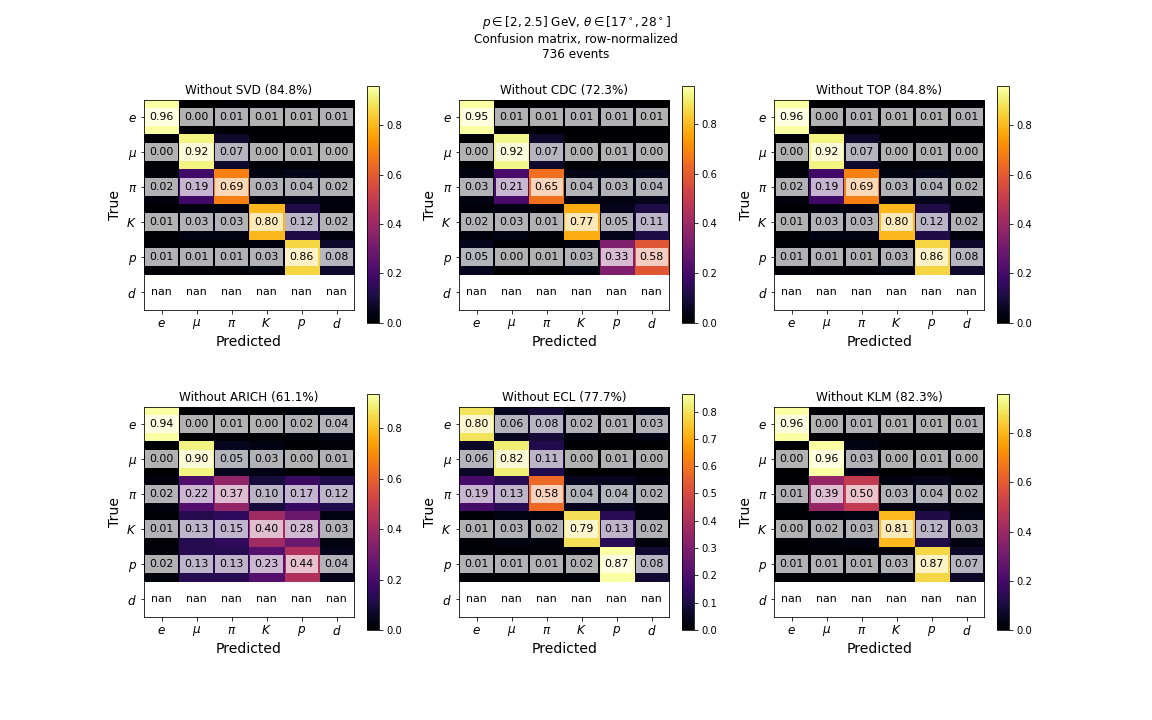 p ∈ [2, 2.5] GeV, θ ∈ [17°, 28°]
Confusion matrix, row-normalized
736 events
Without SVD (84.8%)
e 0.96 0.00 0.01 0.01 0.01 0.01
μ 0.00 0.92 0.07 0.00 0.01 0.00
π 0.02 0.19 0.69 0.03 0.04 0.02
K 0.01 0.03 0.03 0.80 0.12 0.02
p 0.01 0.01 0.01 0.03 0.86 0.08
d nan nan nan nan nan nan
e μ π K p d
True
Predicted
0.8
0.6
0.4
0.2
0.0
Without CDC (72.3%)
e 0.95 0.01 0.01 0.01 0.01 0.01
μ 0.00 0.92 0.07 0.00 0.01 0.00
π 0.03 0.21 0.65 0.04 0.03 0.04
K 0.02 0.03 0.01 0.77 0.05 0.11
p 0.05 0.00 0.01 0.03 0.33 0.58
d nan nan nan nan nan nan
e μ π K p d
True
Predicted
0.8
0.6
0.4
0.2
0.0
Without TOP (84.8%)
e 0.96 0.00 0.01 0.01 0.01 0.01
μ 0.00 0.92 0.07 0.00 0.01 0.00
π 0.02 0.19 0.69 0.03 0.04 0.02
K 0.01 0.03 0.03 0.80 0.12 0.02
p 0.01 0.01 0.01 0.03 0.86 0.08
d nan nan nan nan nan nan
e μ π K p d
True
Predicted
0.8
0.6
0.4
0.2
0.0
Without ARICH (61.1%)
e 0.94 0.00 0.01 0.00 0.02 0.04
μ 0.00 0.90 0.05 0.03 0.00 0.01
π 0.02 0.22 0.37 0.10 0.17 0.12
K 0.01 0.13 0.15 0.40 0.28 0.03
p 0.02 0.13 0.13 0.23 0.44 0.04
d nan nan nan nan nan nan
e μ π K p d
True
Predicted
0.8
0.6
0.4
0.2
0.0
Without ECL (77.7%)
e 0.80 0.06 0.08 0.02 0.01 0.03
μ 0.06 0.82 0.11 0.00 0.01 0.00
π 0.19 0.13 0.58 0.04 0.04 0.02
K 0.01 0.03 0.02 0.79 0.13 0.02
p 0.01 0.01 0.01 0.02 0.87 0.08
d nan nan nan nan nan nan
e μ π K p d
True
Predicted
0.8
0.7
0.6
0.5
0.4
0.3
0.2
0.1
0.0
Without KLM (82.3%)
e 0.96 0.00 0.01 0.01 0.01 0.01
μ 0.00 0.96 0.03 0.00 0.01 0.00
π 0.01 0.39 0.50 0.03 0.04 0.02
K 0.00 0.02 0.03 0.81 0.12 0.03
p 0.01 0.01 0.01 0.03 0.87 0.07
d nan nan nan nan nan nan
e μ π K p d
True
Predicted
0.8
0.6
0.4
0.2
0.0